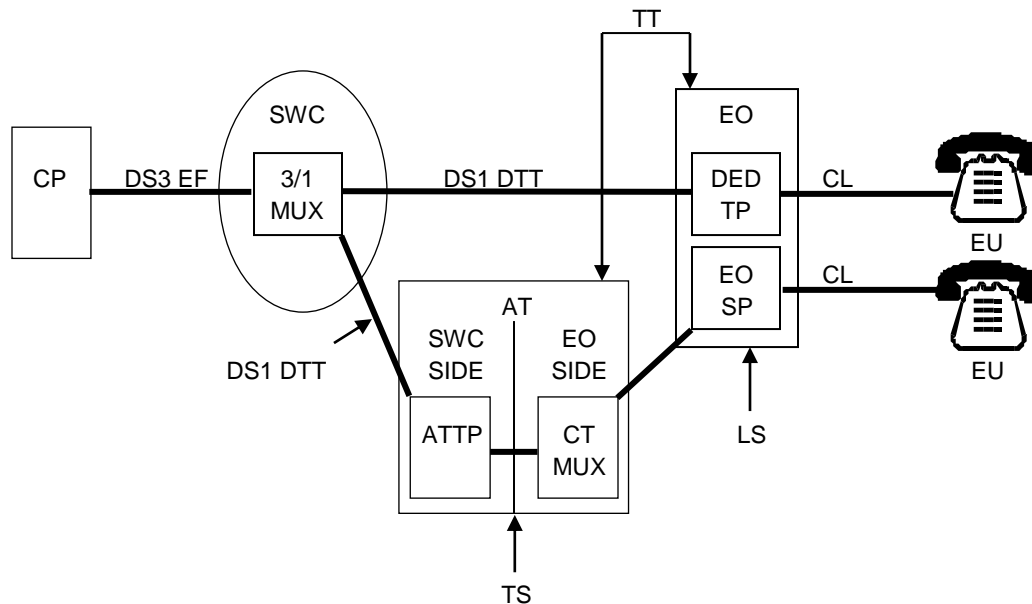 TT
SWC
EO
CP
DS3 EF
3/1
MUX
DS1 DTT
DED
TP
CL
EU
EO
SP
CL
EU
AT
SWC
SIDE
EO
SIDE
DS1 DTT
ATTP
CT
MUX
LS
TS